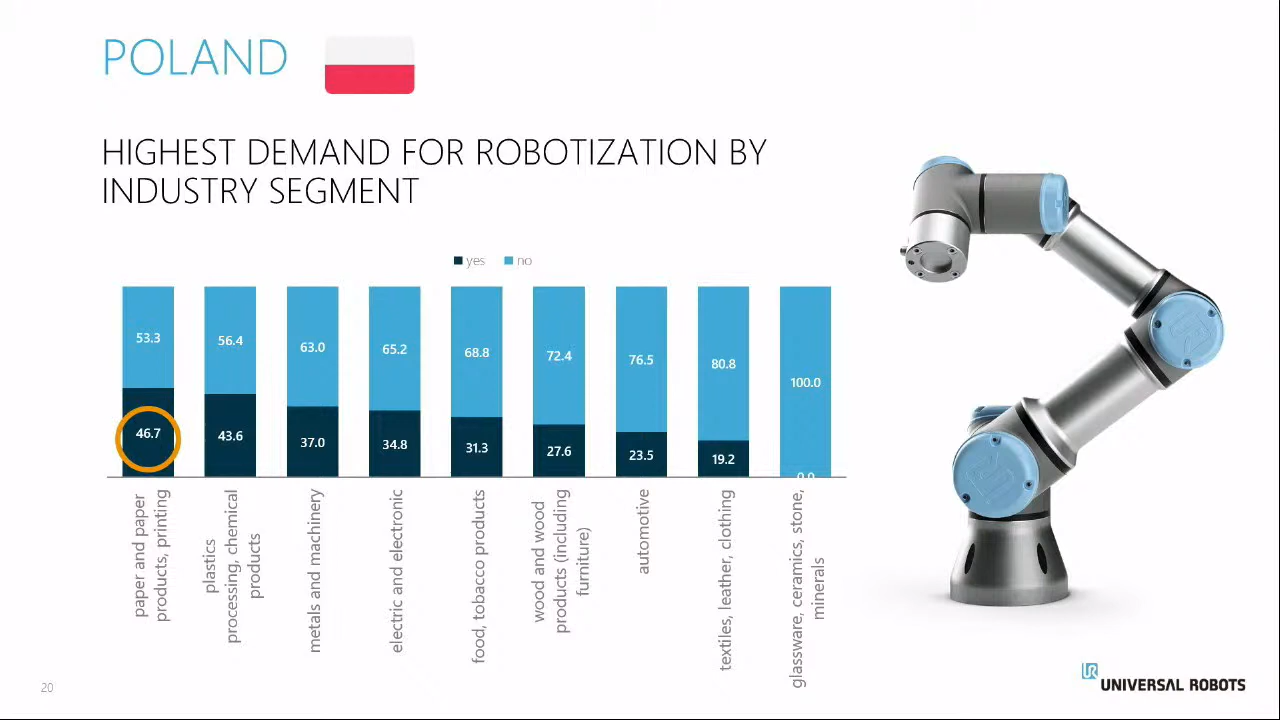 POLAND
HIGHEST DEMAND FOR ROBOTIZATION BY
INDUSTRY SEGMENT
yes no
53.3 56.4 63.0 65.2 68.8 72.4 76.5 80.8 100.0
46.7 43.6 37.0 34.8 31.3 27.6 23.5 19.2 0.0
paper and paper
products, printing
plastics
processing, chemical
products
metals and machinery
electric and electronic
food, tobacco products
wood and wood
products (including
furniture)
automotive
textiles, leather, clothing
glassware, ceramics, stone,
minerals
20
UR
UNIVERSAL ROBOTS